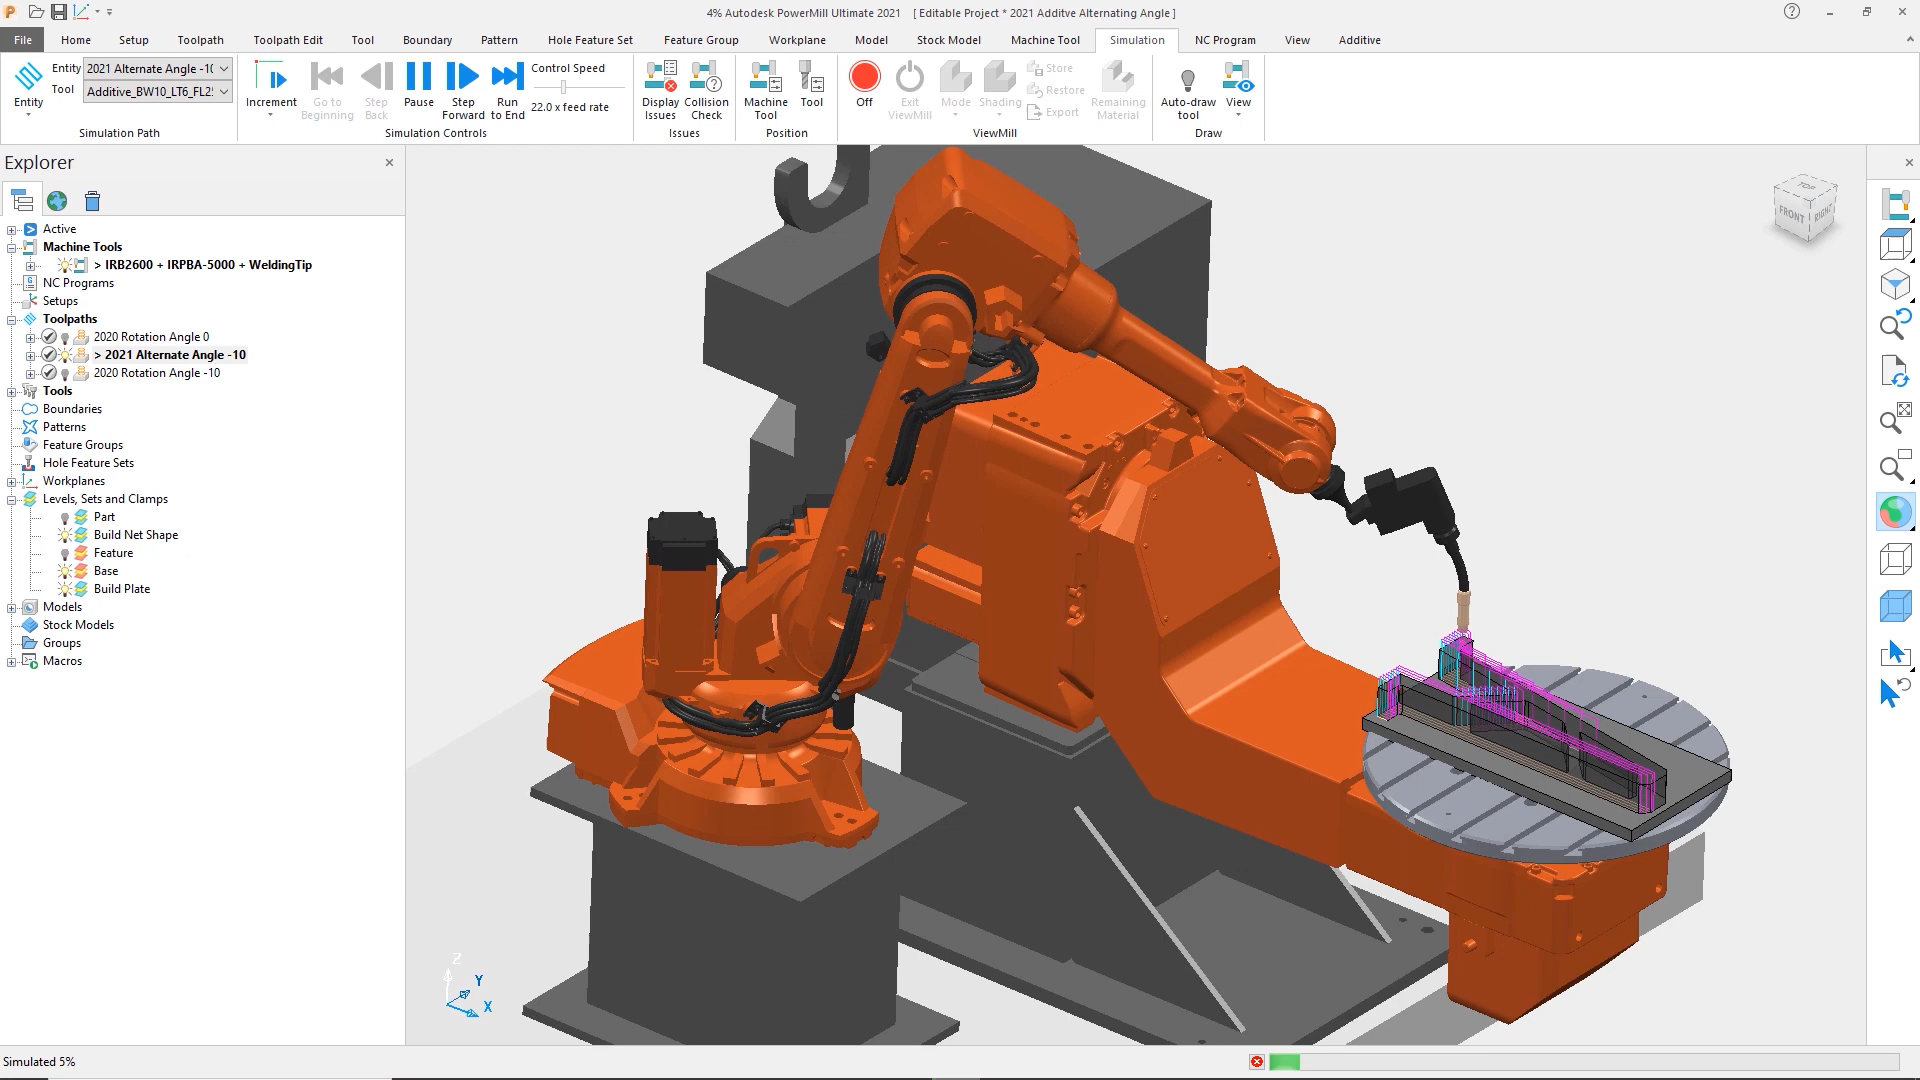 4% Autodesk PowerMill Ultimate 2021 [ Editable Project * 2021 Additve Alternating Angle ]
File Home Setup Toolpath Toolpath Edit Tool Boundary Pattern Hole Feature Set Feature Group Workplane Model Stock Model Machine Tool Simulation NC Program View Additive
Entity 2021 Alternate Angle -1(
Tool Additive_BW10_LT6_FL2!
Entity
Simulation Path
Increment
Go to Beginning
Step Back
Pause
Step Forward
Run to End
Control Speed
22.0 x feed rate
Simulation Controls
Display Issues
Collision Check
Issues
Machine Tool
Tool
Position
Off
Exit ViewMill
Mode
Shading
Store
Restore
Export
Remaining Material
ViewMill
Auto-draw tool
View
Draw
Explorer
Active
Machine Tools
> IRB2600 + IRPBA-5000 + WeldingTip
NC Programs
Setups
Toolpaths
2020 Rotation Angle 0
> 2021 Alternate Angle -10
2020 Rotation Angle -10
Tools
Boundaries
Patterns
Feature Groups
Hole Feature Sets
Workplanes
Levels, Sets and Clamps
Part
Build Net Shape
Feature
Base
Build Plate
Models
Stock Models
Groups
Macros
TOP
FRONT RIGHT
Z
Y
X
Simulated 5%